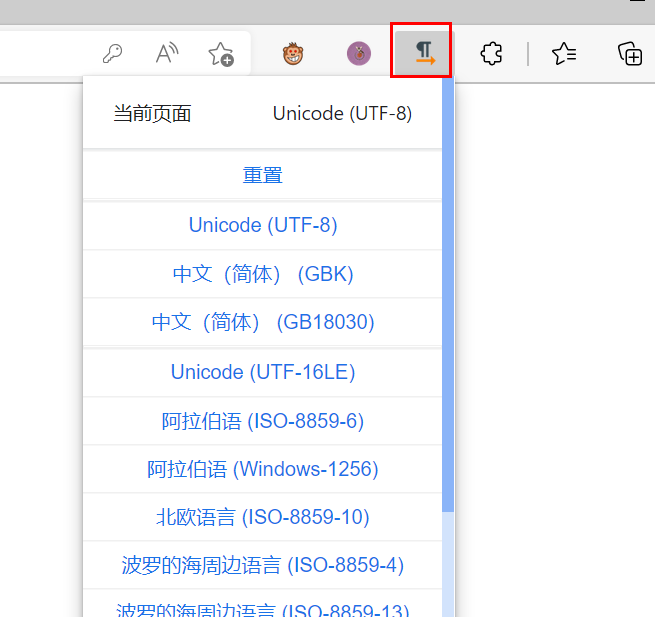 当前页面 Unicode (UTF-8)
重置
Unicode (UTF-8)
中文（简体） (GBK)
中文（简体） (GB18030)
Unicode (UTF-16LE)
阿拉伯语 (ISO-8859-6)
阿拉伯语 (Windows-1256)
北欧语言 (ISO-8859-10)
波罗的海周边语言 (ISO-8859-4)
波罗的海周边语言 (ISO-8859-13)